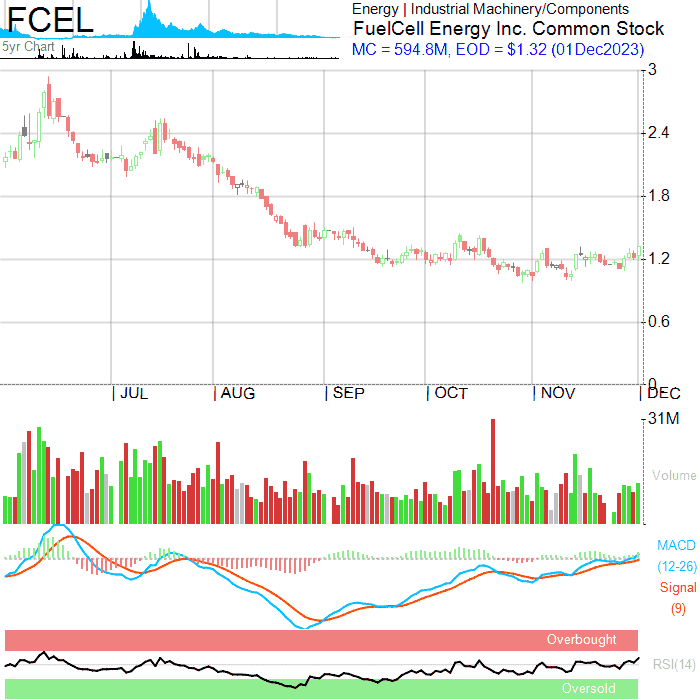 FCEL
5yr Chart
Energy | Industrial Machinery/Components
FuelCell Energy Inc. Common Stock
MC = 594.8M, EOD = $1.32 (01Dec2023)
3
2.4
1.8
1.2
0.6
0
JUL AUG SEP OCT NOV DEC
31M
Volume
MACD
(12-26)
Signal
(9)
Overbought
RSI(14)
Oversold